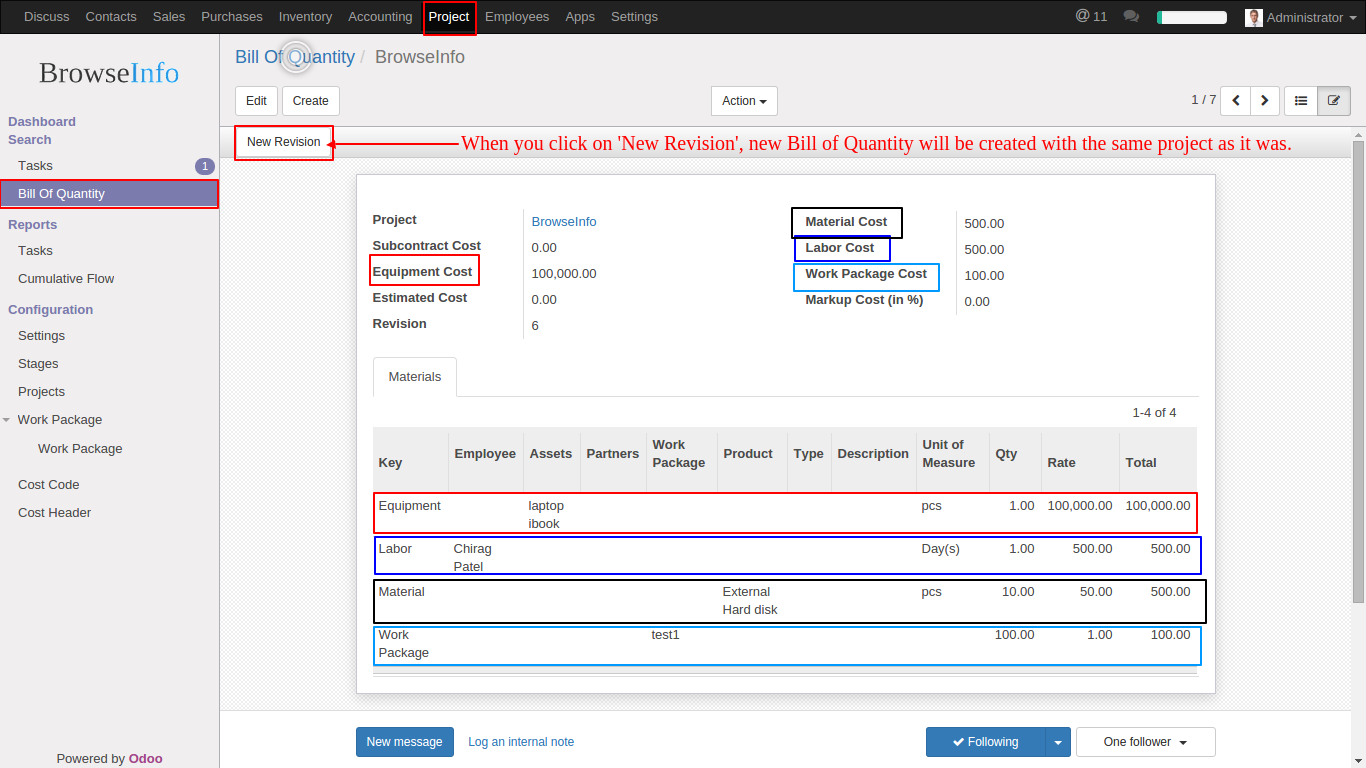 Discuss Contacts Sales Purchases Inventory Accounting Project Employees Apps Settings @ 11 Administrator
BrowseInfo
Dashboard
Search
Tasks 1
Bill Of Quantity
Reports
Tasks
Cumulative Flow
Configuration
Settings
Stages
Projects
Work Package
Work Package
Cost Code
Cost Header
Powered by Odoo
Bill Of Quantity / BrowseInfo
Edit Create Action 1 / 7
New Revision When you click on 'New Revision', new Bill of Quantity will be created with the same project as it was.
Project BrowseInfo
Subcontract Cost 0.00
Equipment Cost 100,000.00
Estimated Cost 0.00
Revision 6
Material Cost 500.00
Labor Cost 500.00
Work Package Cost 100.00
Markup Cost (in %) 0.00
Materials
1-4 of 4
Key Employee Assets Partners Work Package Product Type Description Unit of Measure Qty Rate Total
Equipment laptop ibook pcs 1.00 100,000.00 100,000.00
Labor Chirag Patel Day(s) 1.00 500.00 500.00
Material External Hard disk pcs 10.00 50.00 500.00
Work Package test1 100.00 1.00 100.00
New message Log an internal note Following One follower